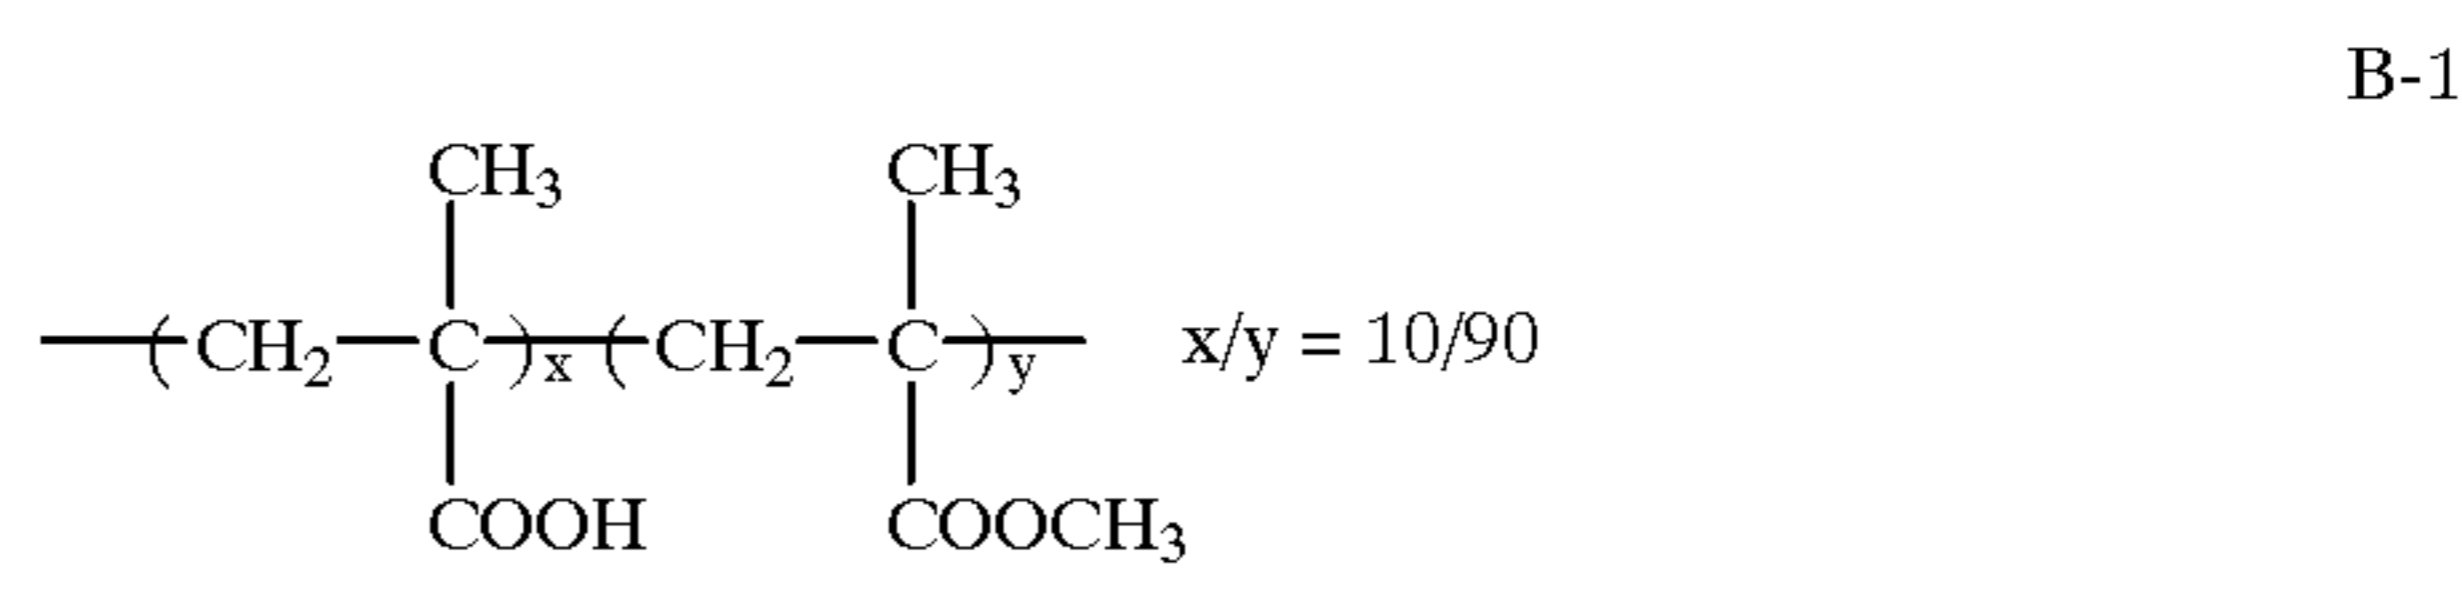 B-1
CH₃ CH₃
(CH₂ C)ₓ (CH₂ C)y x/y = 10/90
COOH COOCH₃